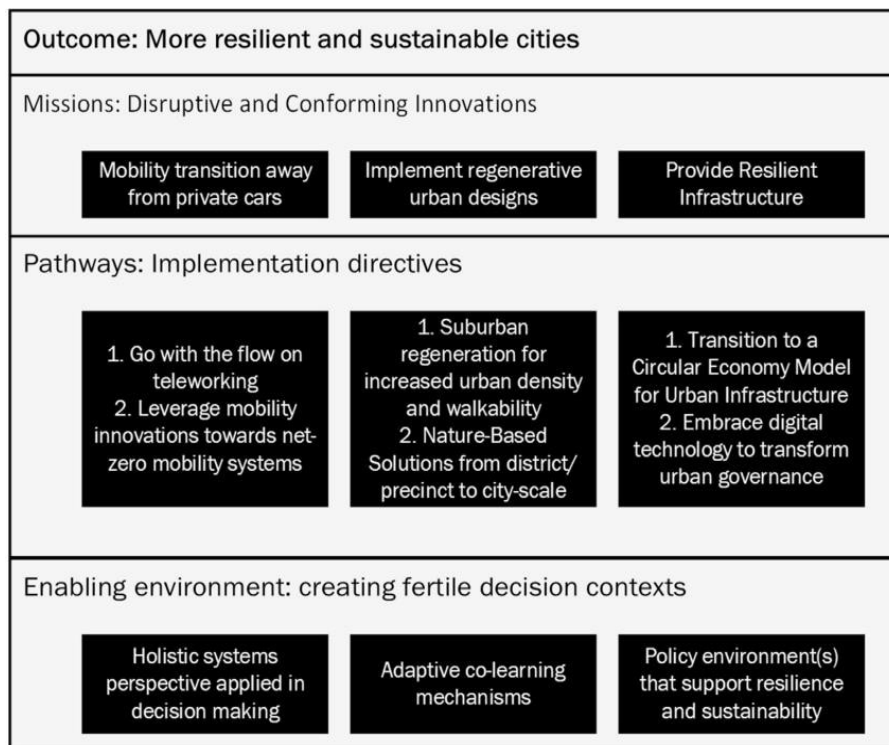 Outcome: More resilient and sustainable cities
Missions: Disruptive and Conforming Innovations
Mobility transition away
from private cars
Implement regenerative
urban designs
Provide Resilient
Infrastructure
Pathways: Implementation directives
1. Go with the flow on
teleworking
2. Leverage mobility
innovations towards net-
zero mobility systems
1. Suburban
regeneration for
increased urban density
and walkability
2. Nature-Based
Solutions from district/
precinct to city-scale
1. Transition to a
Circular Economy Model
for Urban Infrastructure
2. Embrace digital
technology to transform
urban governance
Enabling environment: creating fertile decision contexts
Holistic systems
perspective applied in
decision making
Adaptive co-learning
mechanisms
Policy environment(s)
that support resilience
and sustainability